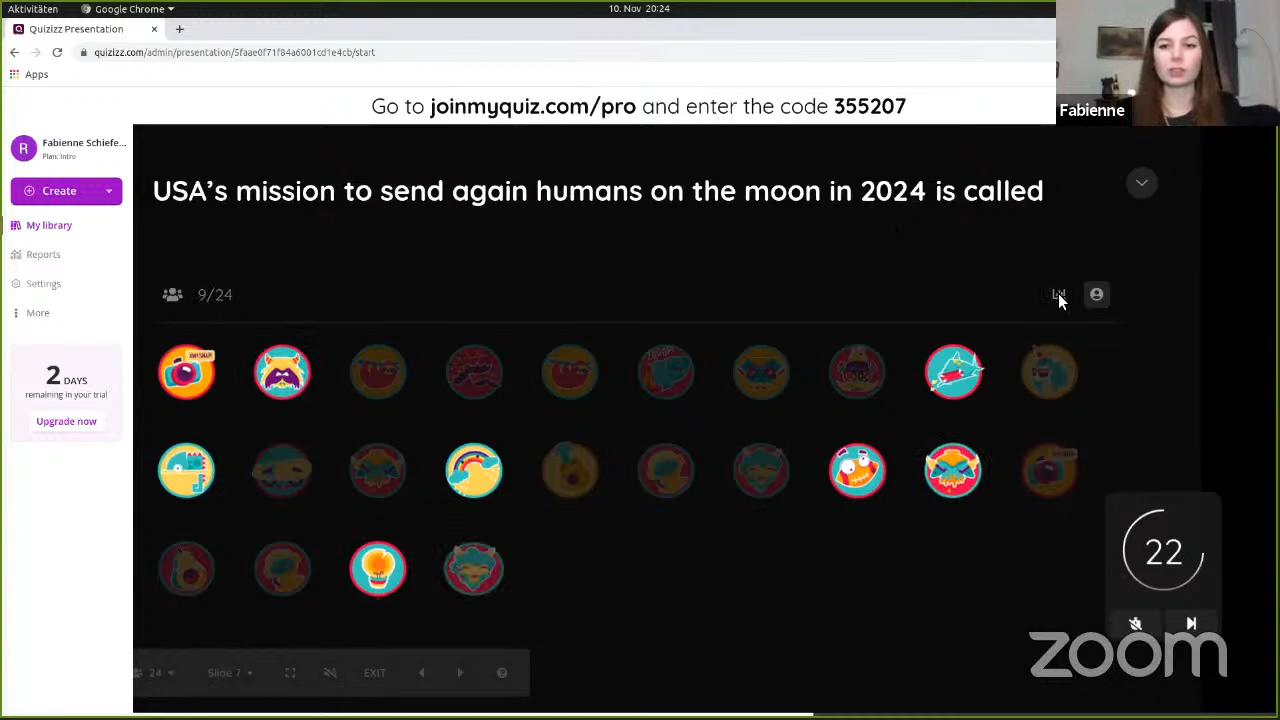 Aktivitäten
Google Chrome
10. Nov 20:24
Quizizz Presentation
quizizz.com/admin/presentation/5faae0f71f84a6001cd1e4cb/start
Apps
Go to joinmyquiz.com/pro and enter the code 355207
Fabienne
Fabienne Schiefe...
Plan: Intro
R
Create
My library
Reports
Settings
More
2 DAYS
remaining in your trial
Upgrade now
USA's mission to send again humans on the moon in 2024 is called
9/24
22
24
Slide 7
EXIT
zoom